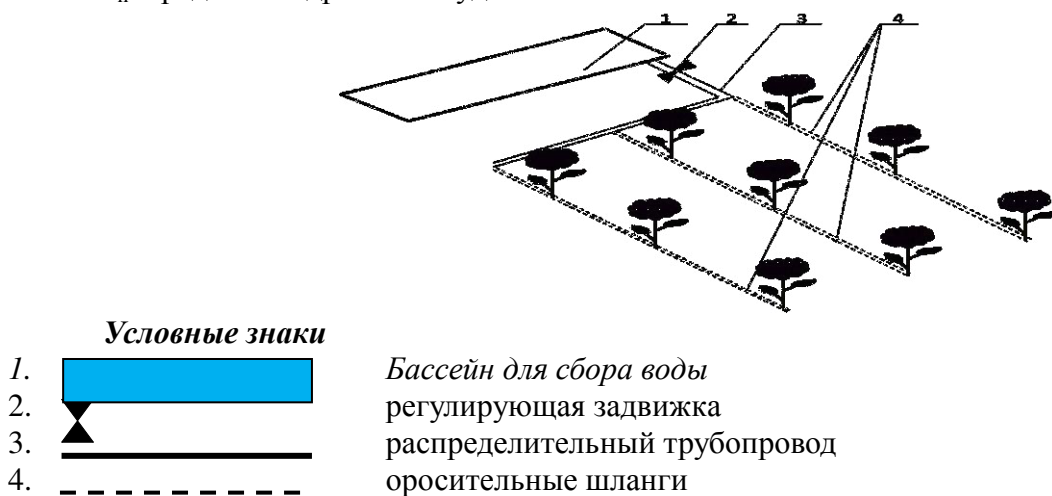 1 2 3 4
Условные знаки
1. Бассейн для сбора воды
2. регулирующая задвижка
3. распределительный трубопровод
4. оросительные шланги